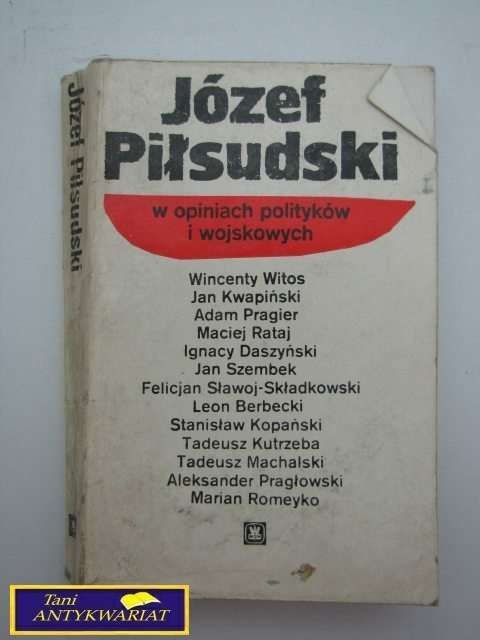 Józef
Piłsudski
w opiniach polityków
i wojskowych
Wincenty Witos
Jan Kwapiński
Adam Pragier
Maciej Rataj
Ignacy Daszyński
Jan Szembek
Felicjan Sławoj-Składkowski
Leon Berbecki
Stanisław Kopański
Tadeusz Kutrzeba
Tadeusz Machalski
Aleksander Pragłowski
Marian Romeyko
Józef Piłsudski
Tani
ANTYKWARIAT